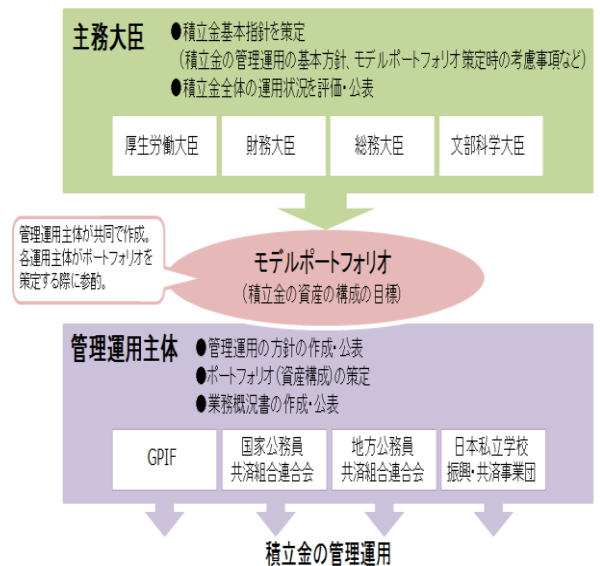 主務大臣
●積立金基本指針を策定
(積立金の管理運用の基本方針、モデルポートフォリオ策定時の考慮事項など)
●積立金全体の運用状況を評価・公表
厚生労働大臣
財務大臣
総務大臣
文部科学大臣
管理運用主体が共同で作成。
各運用主体がポートフォリオを
策定する際に参酌。
モデルポートフォリオ
(積立金の資産の構成の目標)
管理運用主体
●管理運用の方針の作成・公表
●ポートフォリオ(資産構成)の策定
●業務概況書の作成・公表
GPIF
国家公務員
共済組合連合会
地方公務員
共済組合連合会
日本私立学校
振興・共済事業団
積立金の管理運用